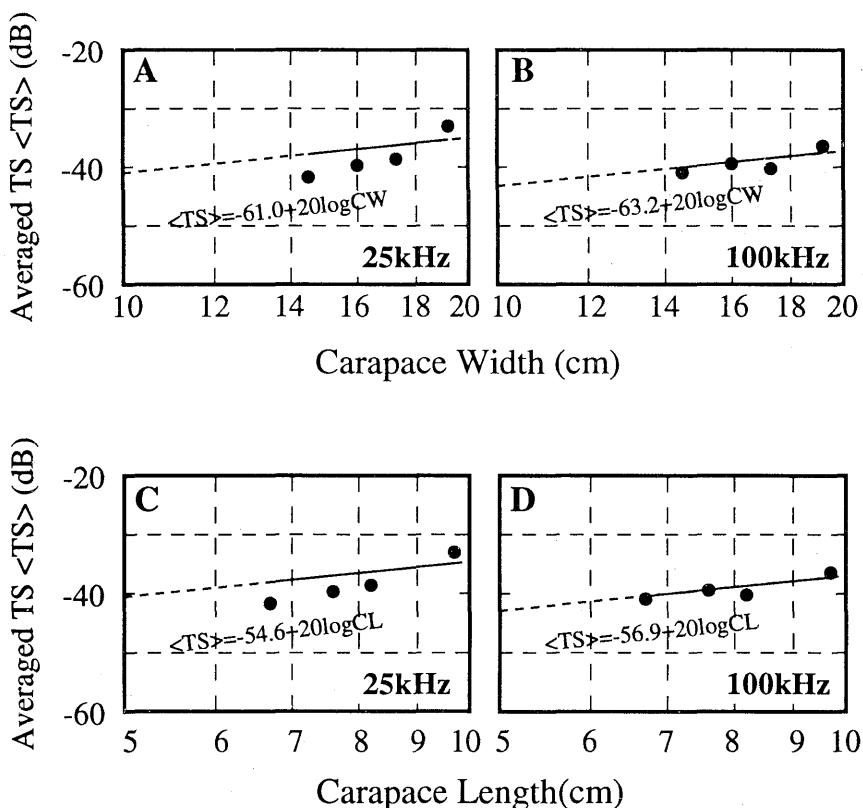 Averaged TS <TS> (dB)
-20
-40
-60
A
<TS>=-61.0+20logCW
25kHz
10 12 14 16 18 20
B
<TS>=-63.2+20logCW
100kHz
10 12 14 16 18 20
Carapace Width (cm)
Averaged TS <TS> (dB)
-20
-40
-60
C
<TS>=-54.6+20logCL
25kHz
5 6 7 8 9 10
D
<TS>=-56.9+20logCL
100kHz
5 6 7 8 9 10
Carapace Length(cm)